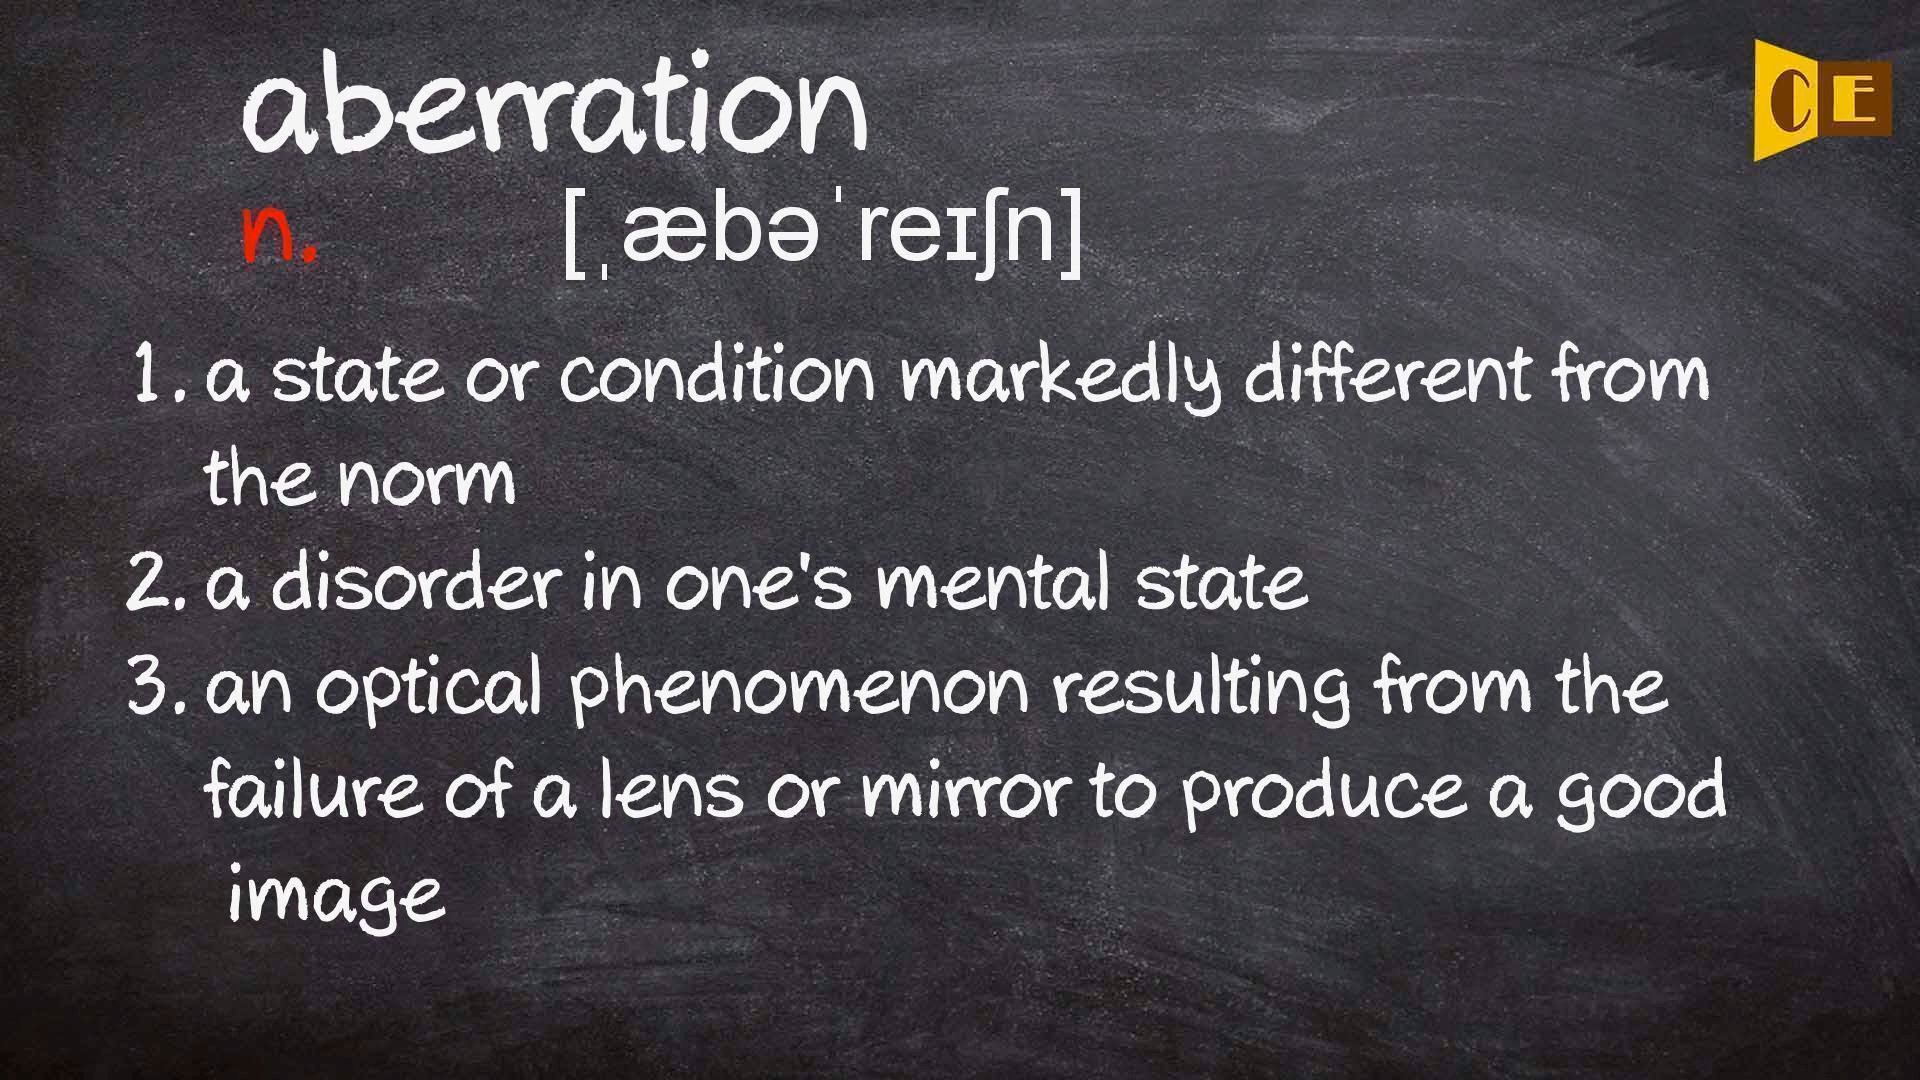 aberration
CE
n. [ˌæbəˈreɪʃn]
1. a state or condition markedly different from
the norm
2. a disorder in one's mental state
3. an optical phenomenon resulting from the
failure of a lens or mirror to produce a good
image